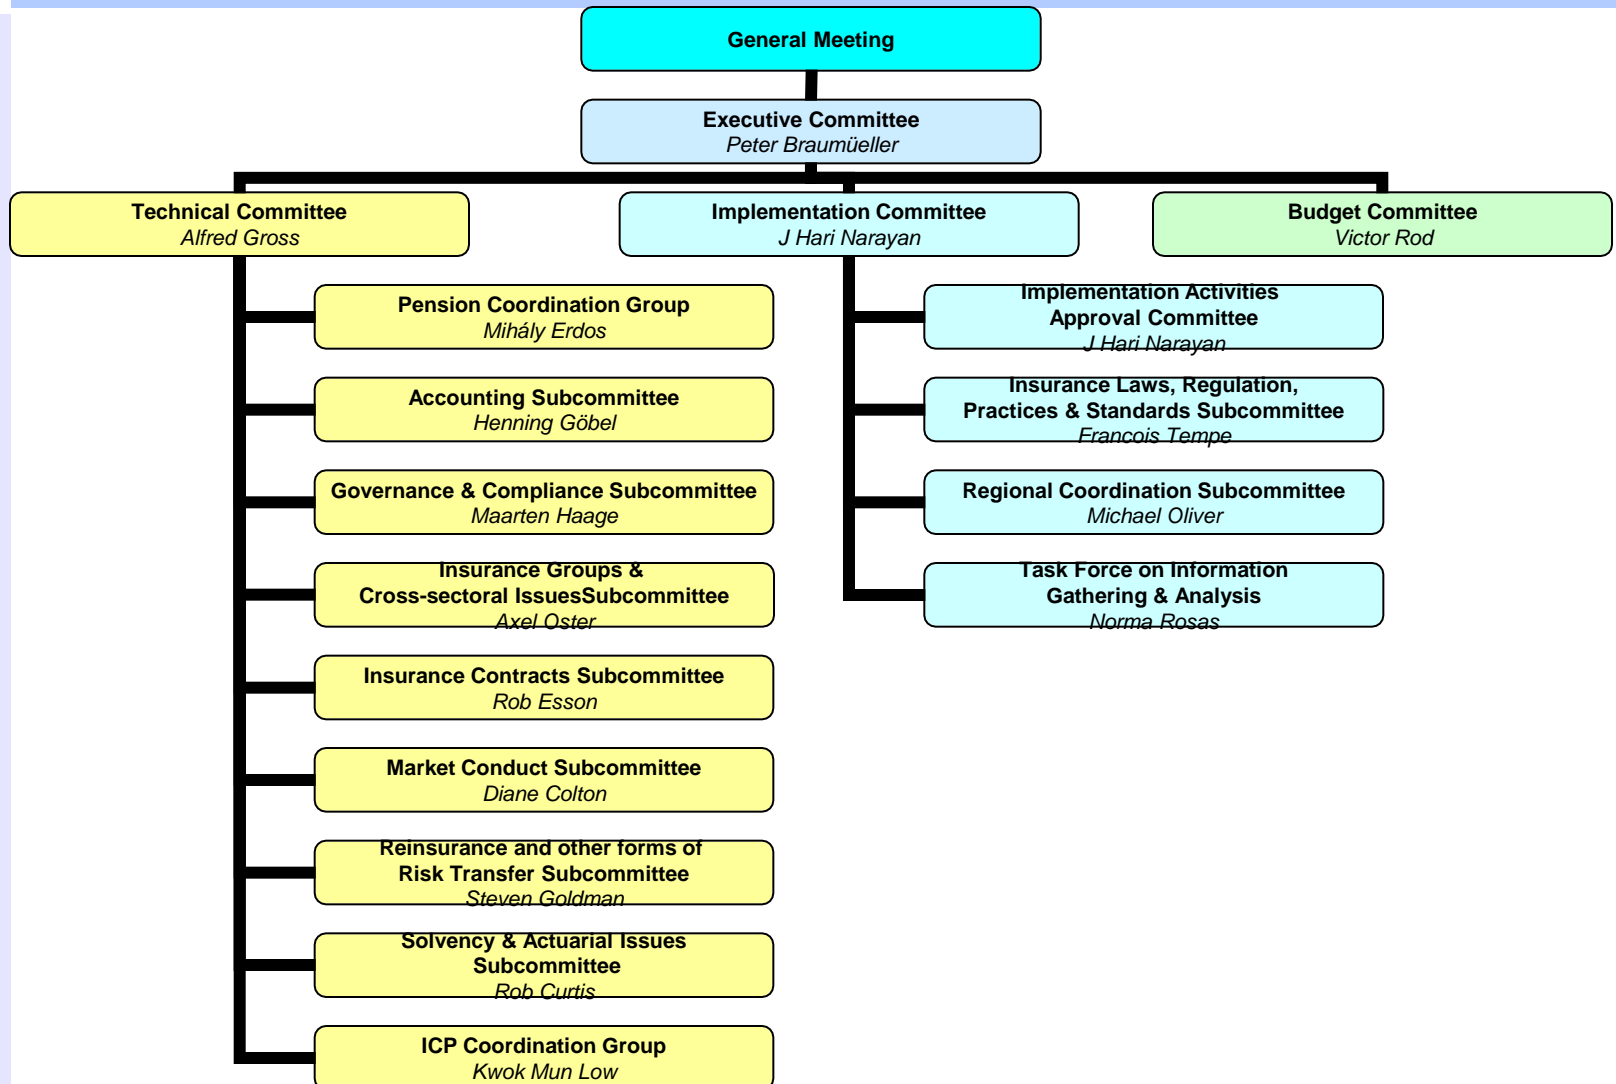 General Meeting
Executive Committee
Peter Braumüeller
Technical Committee
Alfred Gross
Implementation Committee
J Hari Narayan
Budget Committee
Victor Rod
Pension Coordination Group
Mihály Erdos
Accounting Subcommittee
Henning Göbel
Governance & Compliance Subcommittee
Maarten Haage
Insurance Groups &
Cross-sectoral IssuesSubcommittee
Axel Oster
Insurance Contracts Subcommittee
Rob Esson
Market Conduct Subcommittee
Diane Colton
Reinsurance and other forms of
Risk Transfer Subcommittee
Steven Goldman
Solvency & Actuarial Issues
Subcommittee
Rob Curtis
ICP Coordination Group
Kwok Mun Low
Implementation Activities
Approval Committee
J Hari Narayan
Insurance Laws, Regulation,
Practices & Standards Subcommittee
Francois Tempe
Regional Coordination Subcommittee
Michael Oliver
Task Force on Information
Gathering & Analysis
Norma Rosas